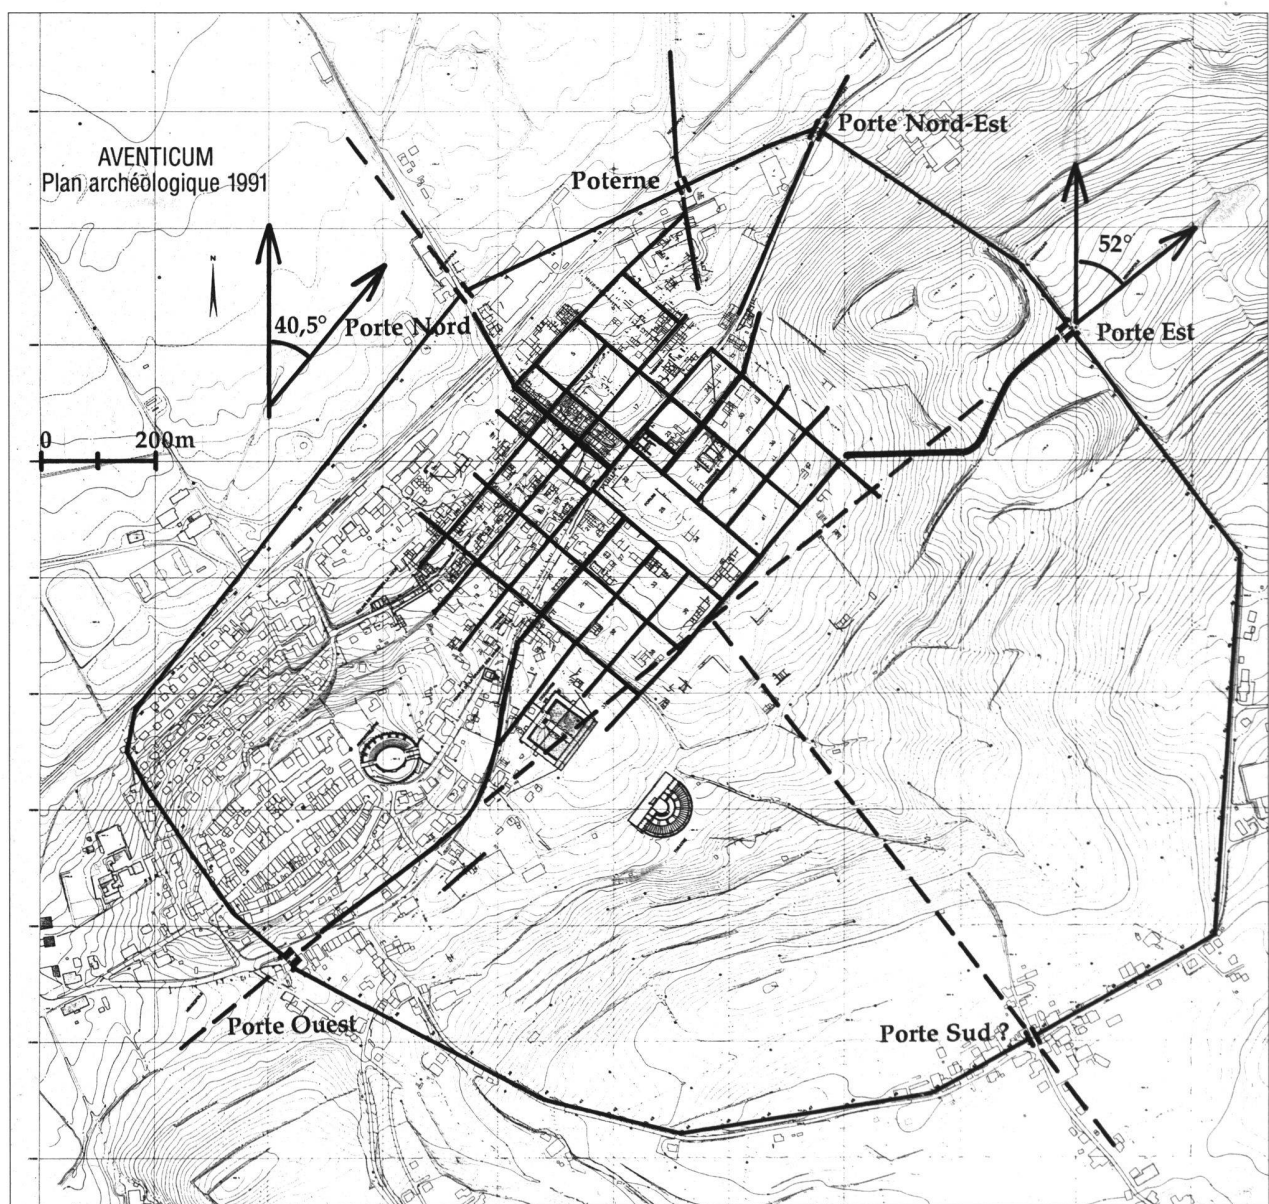 AVENTICUM
Plan archéologique 1991
Porte Nord-Est
Poterne
N
52°
40,5°
Porte Nord
Porte Est
0
200m
Porte Ouest
Porte Sud ?